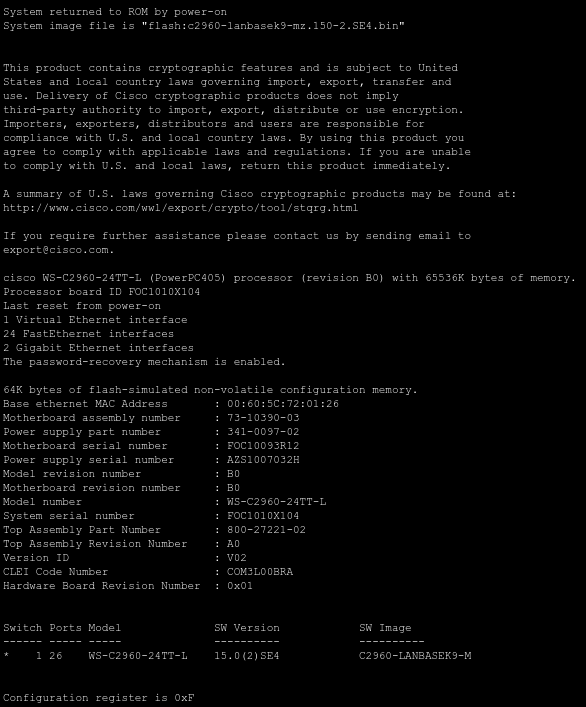 System returned to ROM by power-on
System image file is "flash:c2960-lanbasek9-mz.150-2.SE4.bin"
This product contains cryptographic features and is subject to United
States and local country laws governing import, export, transfer and
use. Delivery of Cisco cryptographic products does not imply
third-party authority to import, export, distribute or use encryption.
Importers, exporters, distributors and users are responsible for
compliance with U.S. and local country laws. By using this product you
agree to comply with applicable laws and regulations. If you are unable
to comply with U.S. and local laws, return this product immediately.
A summary of U.S. laws governing Cisco cryptographic products may be found at:
http://www.cisco.com/wwl/export/crypto/tool/stqrg.html
If you require further assistance please contact us by sending email to
export@cisco.com.
cisco WS-C2960-24TT-L (PowerPC405) processor (revision B0) with 65536K bytes of memory.
Processor board ID FOC1010X104
Last reset from power-on
1 Virtual Ethernet interface
24 FastEthernet interfaces
2 Gigabit Ethernet interfaces
The password-recovery mechanism is enabled.
64K bytes of flash-simulated non-volatile configuration memory.
Base ethernet MAC Address       : 00:60:5C:72:01:26
Motherboard assembly number     : 73-10390-03
Power supply part number        : 341-0097-02
Motherboard serial number       : FOC10093R12
Power supply serial number      : AZS1007032H
Model revision number           : B0
Motherboard revision number     : B0
Model number                    : WS-C2960-24TT-L
System serial number            : FOC1010X104
Top Assembly Part Number        : 800-27221-02
Top Assembly Revision Number    : A0
Version ID                      : V02
CLEI Code Number                : COM3L00BRA
Hardware Board Revision Number  : 0x01
Switch Ports Model              SW Version            SW Image
------ ----- -----              ----------            ----------
*    1 26    WS-C2960-24TT-L    15.0(2)SE4            C2960-LANBASEK9-M
Configuration register is 0xF